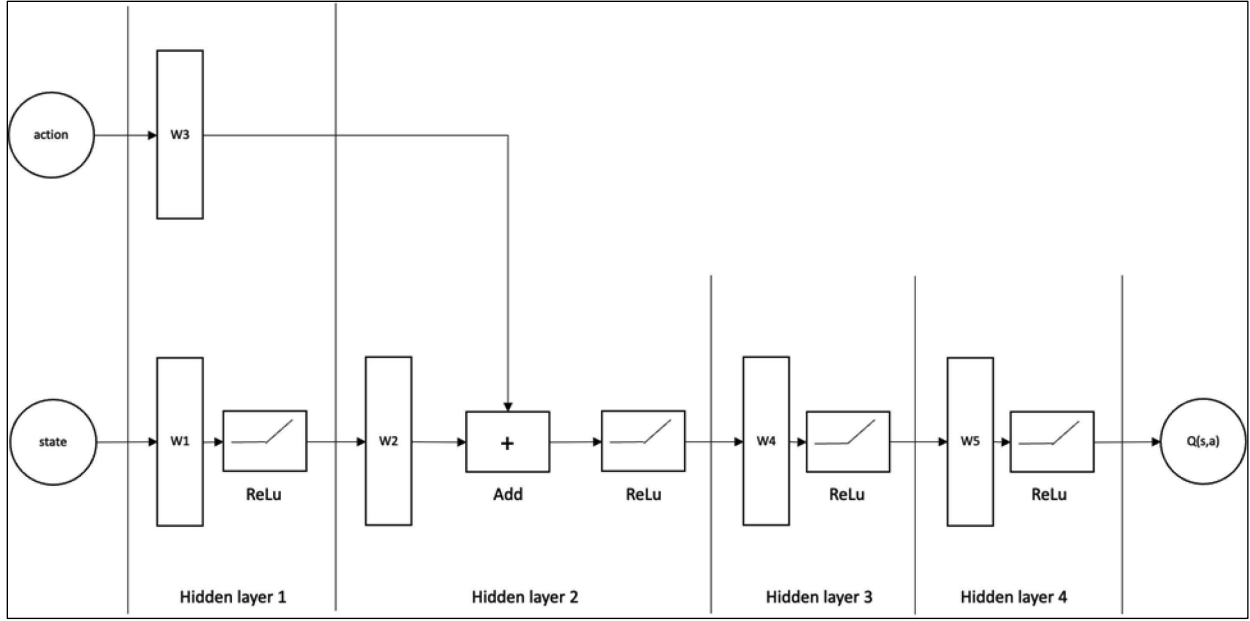 action
W3
state
W1
ReLu
W2
+
Add
ReLu
W4
ReLu
W5
ReLu
Q(s,a)
Hidden layer 1
Hidden layer 2
Hidden layer 3
Hidden layer 4